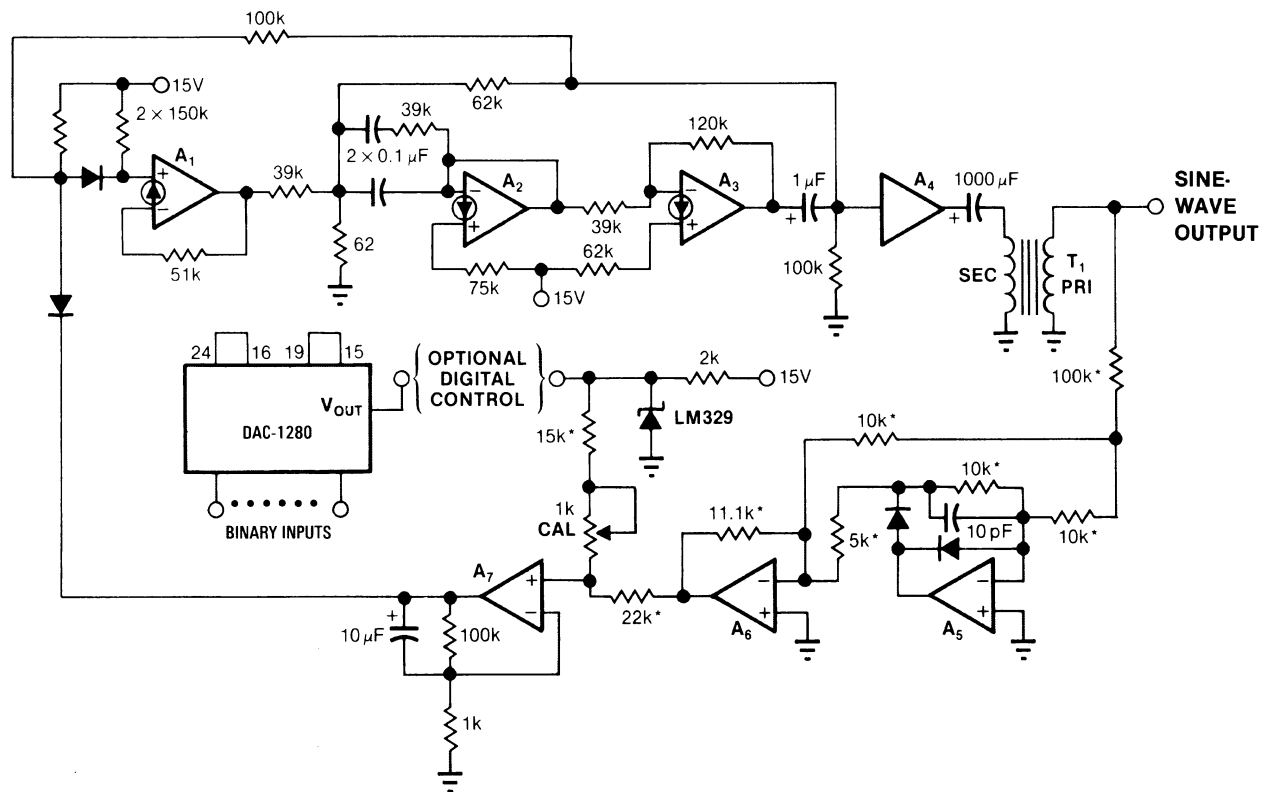 100k
15V
2 × 150k
62k
39k
2 × 0.1 µF
120k
A1
+
−
39k
51k
62
A2
−
+
75k
39k
62k
15V
A3
−
+
1 µF
+
100k
A4
1000 µF
+
SEC
T1
PRI
SINE-
WAVE
OUTPUT
24
16
19
15
VOUT
DAC-1280
BINARY INPUTS
OPTIONAL
DIGITAL
CONTROL
2k
15V
LM329
15k*
1k
CAL
100k*
10k*
10k*
10 pF
10k*
5k*
11.1k*
−
+
A5
−
+
A6
22k*
A7
+
−
+
10 µF
100k
1k